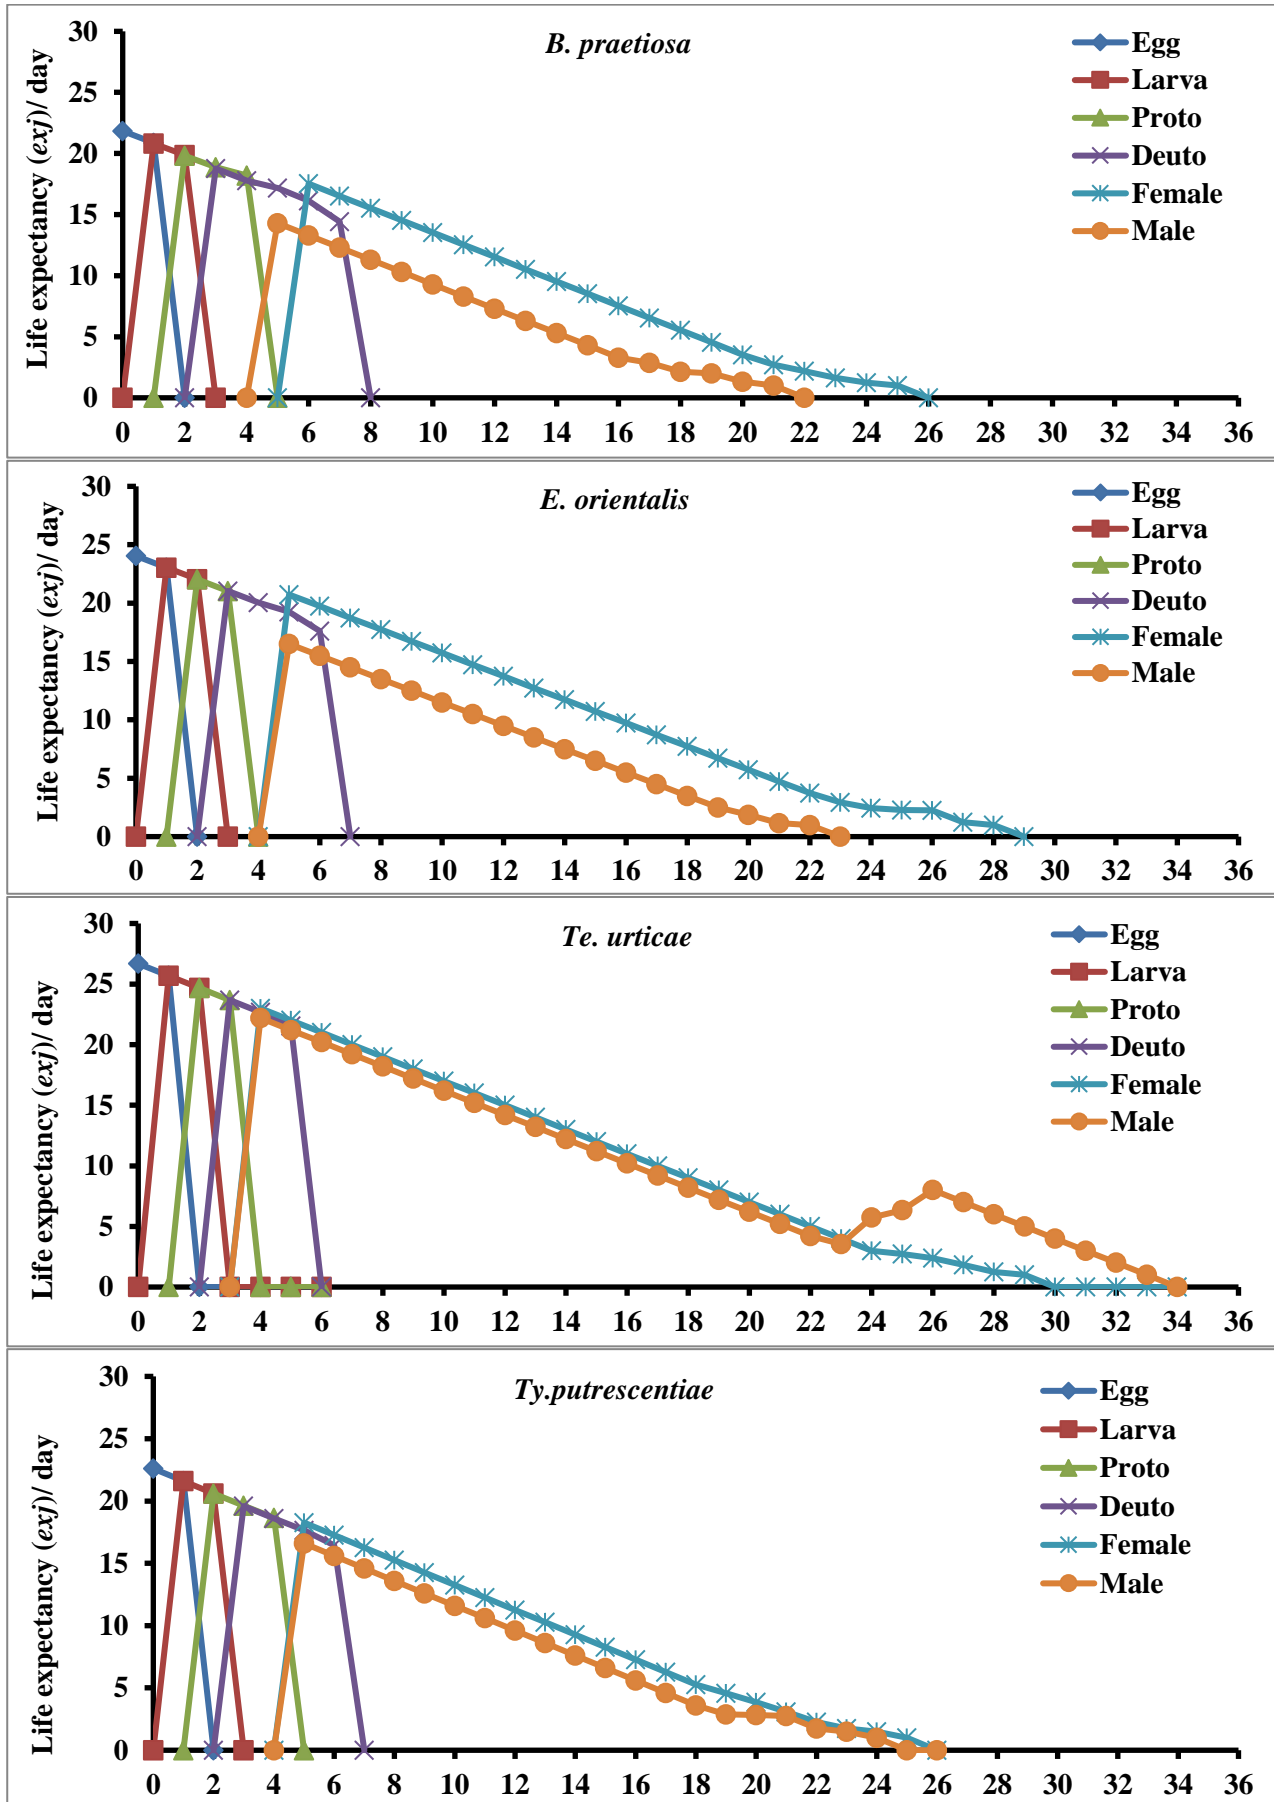 B. praetiosa
Life expectancy (exj)/ day
30
25
20
15
10
5
0
0 2 4 6 8 10 12 14 16 18 20 22 24 26 28 30 32 34 36
Egg
Larva
Proto
Deuto
Female
Male
E. orientalis
Life expectancy (exj)/ day
30
25
20
15
10
5
0
0 2 4 6 8 10 12 14 16 18 20 22 24 26 28 30 32 34 36
Egg
Larva
Proto
Deuto
Female
Male
Te. urticae
Life expectancy (exj)/ day
30
25
20
15
10
5
0
0 2 4 6 8 10 12 14 16 18 20 22 24 26 28 30 32 34 36
Egg
Larva
Proto
Deuto
Female
Male
Ty.putrescentiae
Life expectancy (exj)/ day
30
25
20
15
10
5
0
0 2 4 6 8 10 12 14 16 18 20 22 24 26 28 30 32 34 36
Egg
Larva
Proto
Deuto
Female
Male